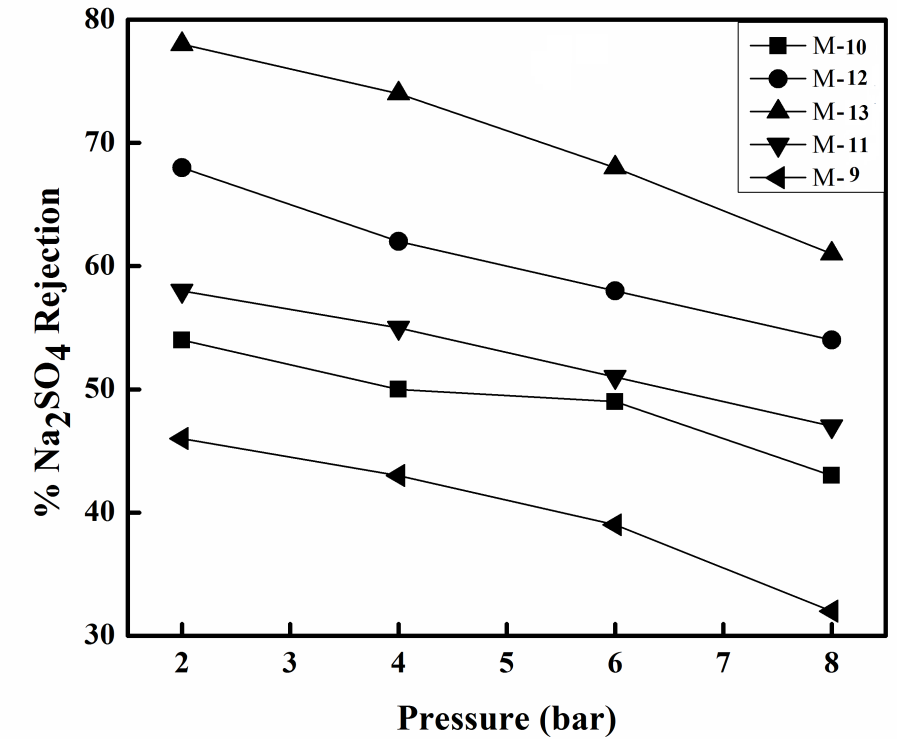 80
70
60
50
40
30
% Na2SO4 Rejection
M-10
M-12
M-13
M-11
M-9
2 3 4 5 6 7 8
Pressure (bar)